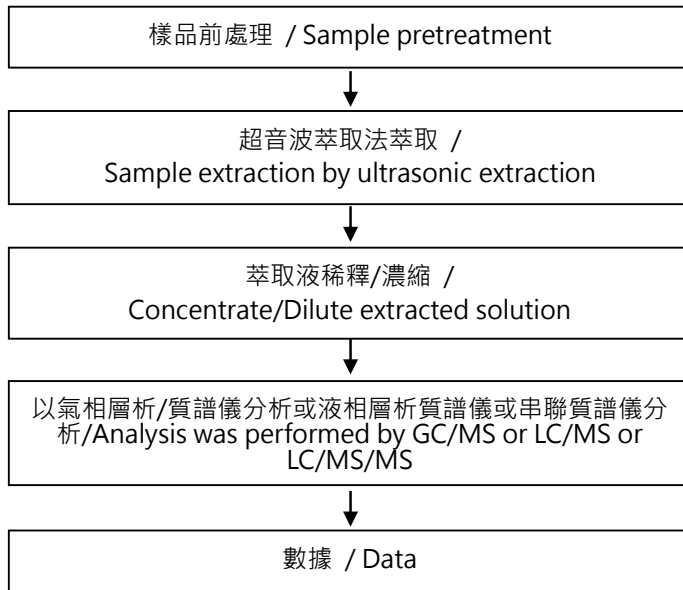 樣品前處理 / Sample pretreatment
超音波萃取法萃取 /
Sample extraction by ultrasonic extraction
萃取液稀釋/濃縮 /
Concentrate/Dilute extracted solution
以氣相層析/質譜儀分析或液相層析質譜儀或串聯質譜儀分
析/Analysis was performed by GC/MS or LC/MS or
LC/MS/MS
數據 / Data